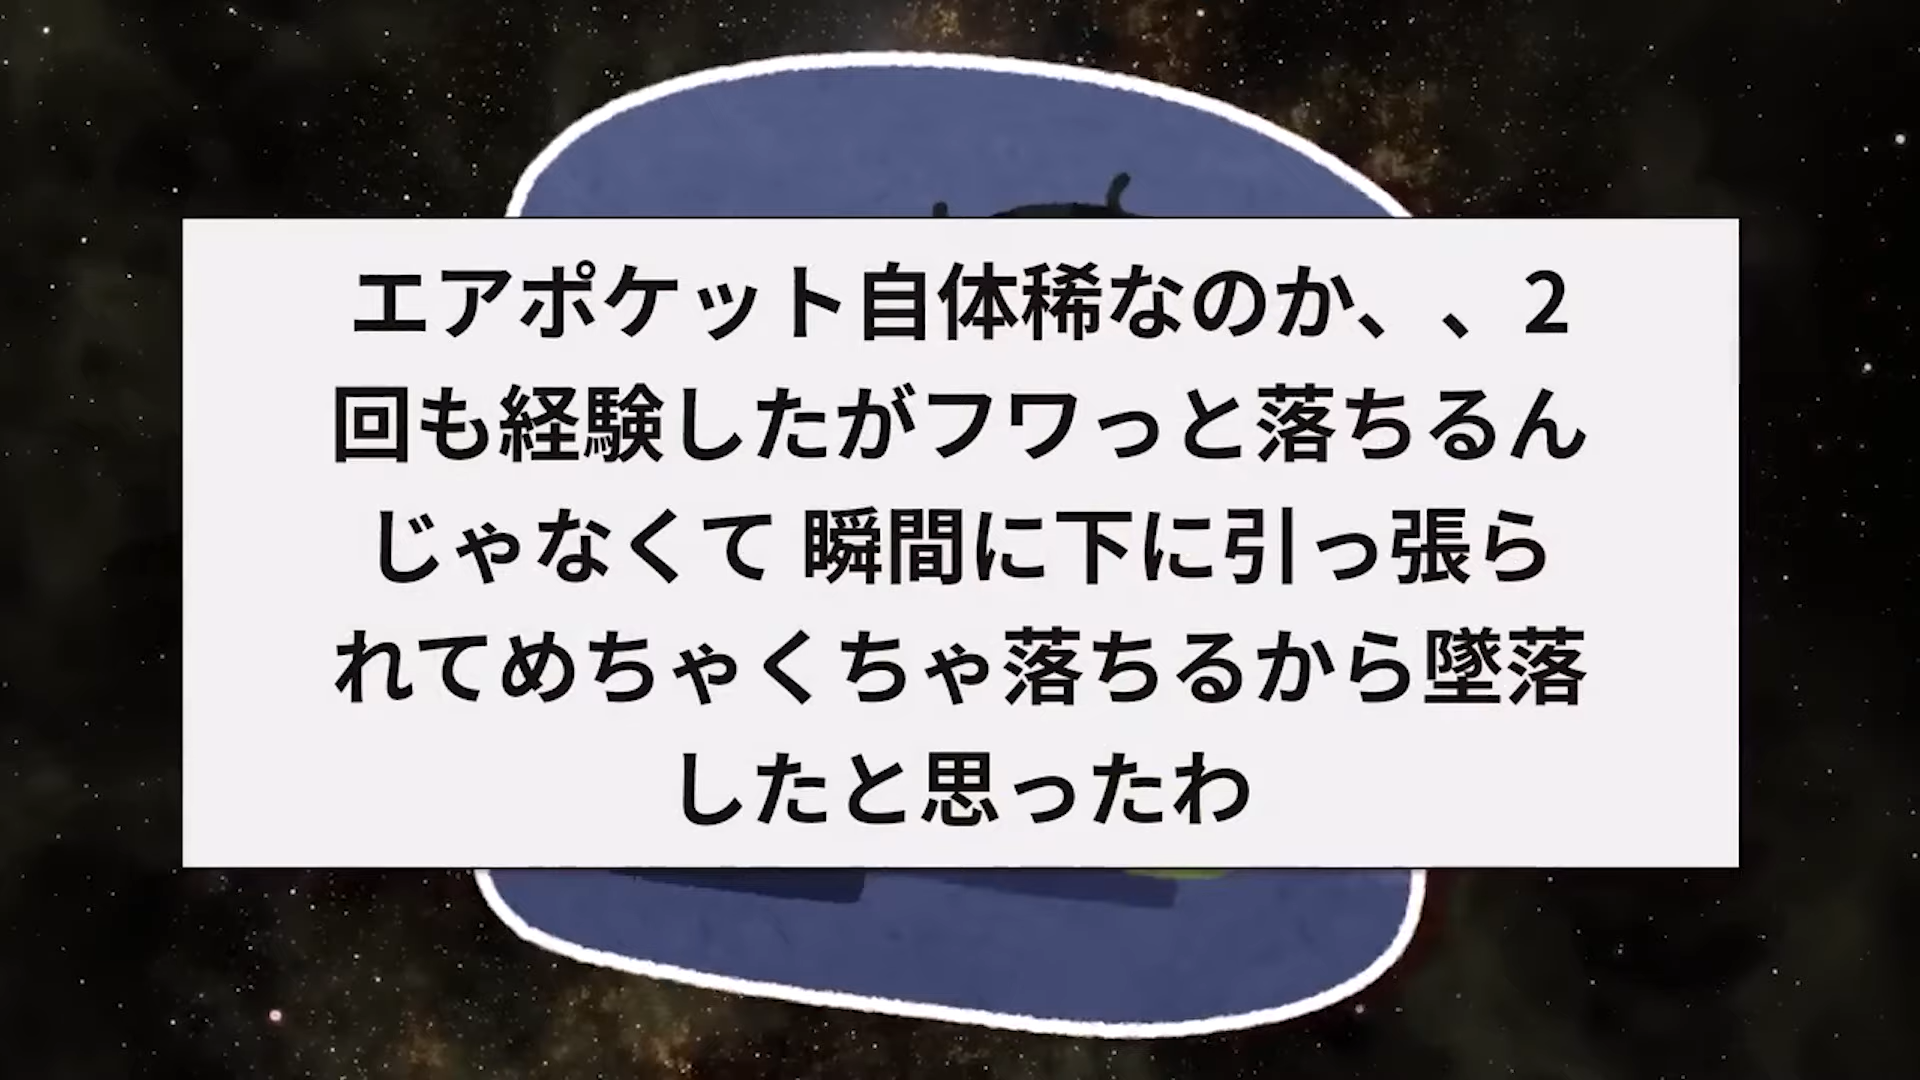 エアポケット自体稀なのか、、2
回も経験したがフワっと落ちるん
じゃなくて 瞬間に下に引っ張ら
れてめちゃくちゃ落ちるから墜落
したと思ったわ